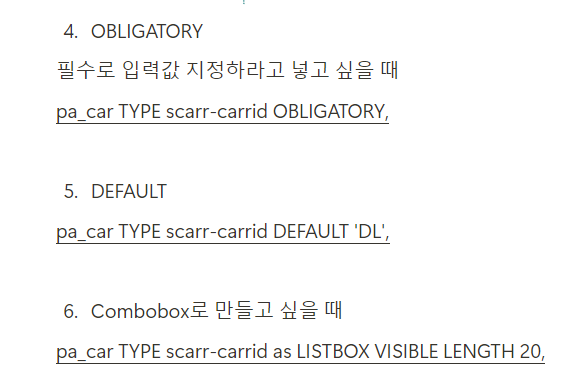 4. OBLIGATORY
필수로 입력값 지정하라고 넣고 싶을 때
pa_car TYPE scarr-carrid OBLIGATORY,
5. DEFAULT
pa_car TYPE scarr-carrid DEFAULT 'DL',
6. Combobox로 만들고 싶을 때
pa_car TYPE scarr-carrid as LISTBOX VISIBLE LENGTH 20,